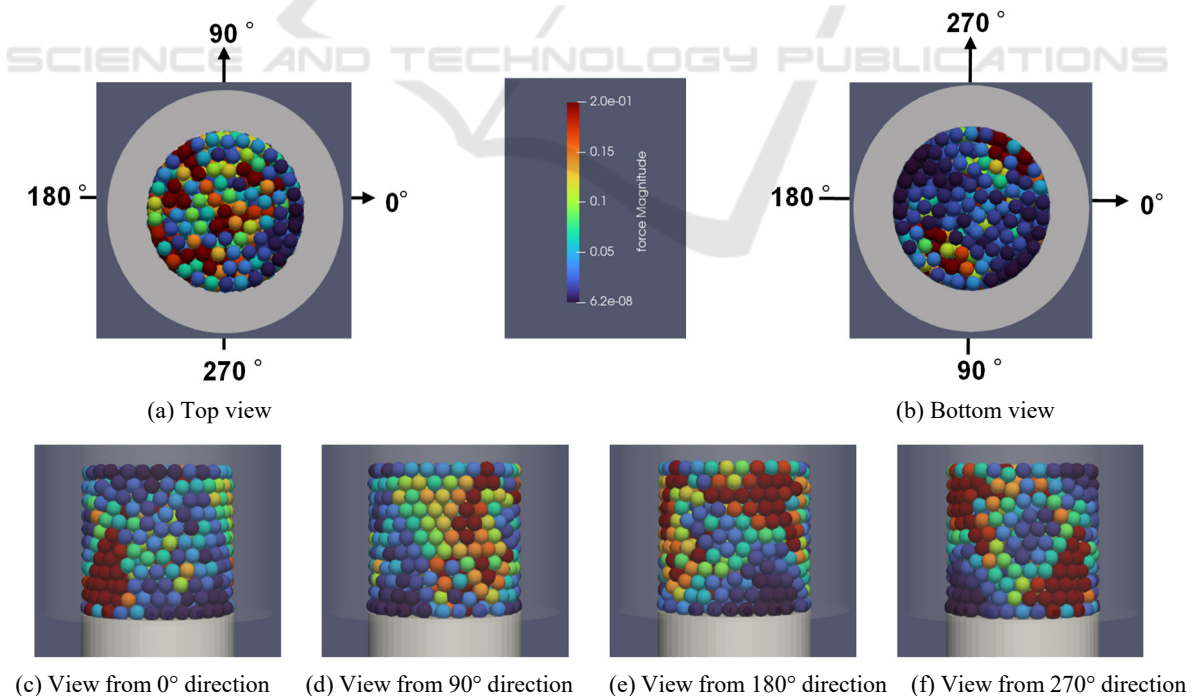 SCIENCE AND TECHNOLOGY PUBLICATIONS
90 °
270 °
180 °
0°
270 °
2.0e-01
0.15
0.1
0.05
6.2e-08
force Magnitude
180 °
0°
90 °
(a) Top view
(b) Bottom view
(c) View from 0° direction
(d) View from 90° direction
(e) View from 180° direction
(f) View from 270° direction